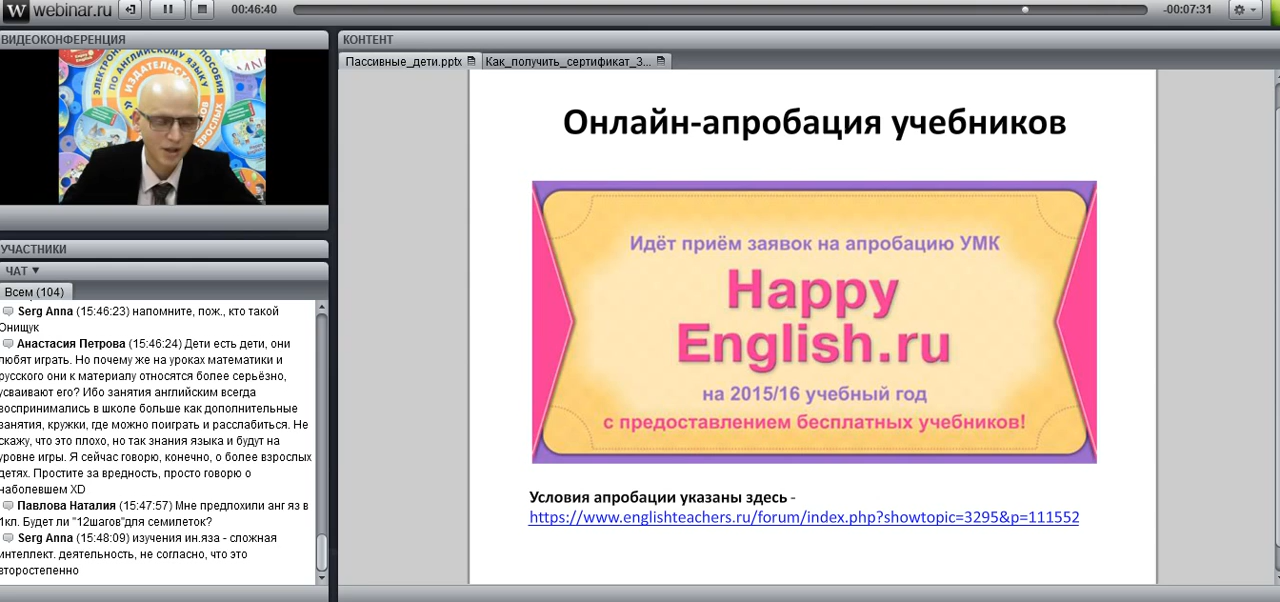 W webinar.ru 00:46:40 -00:07:31
ВИДЕОКОНФЕРЕНЦИЯ
ЭЛЕКТРОН
ПОСОБИЯ
ПО АНГЛИЙСКОМУ ЯЗЫКУ
ИЗДАТЕЛЬСТВ
УЧАСТНИКИ
ЧАТ ▼
Всем (104)
Serg Anna (15:46:23) напомните, пож., кто такой
Онищук
Анастасия Петрова (15:46:24) Дети есть дети, они
любят играть. Но почему же на уроках математики и
русского они к материалу относятся более серьёзно,
усваивают его? Ибо занятия английским всегда
воспринимались в школе больше как дополнительные
занятия, кружки, где можно поиграть и расслабиться. Не
скажу, что это плохо, но так знания языка и будут на
уровне игры. Я сейчас говорю, конечно, о более взрослых
детях. Простите за вредность, просто говорю о
наболевшем XD
Павлова Наталия (15:47:57) Мне предлохили анг яз в
1кл. Будет ли "12шагов"для семилеток?
Serg Anna (15:48:09) изучения ин.яза - сложная
интеллект. деятельность, не согласно, что это
второстепенно
КОНТЕНТ
Пассивные_дети.pptx Как_получить_сертификат_3...
Онлайн-апробация учебников
Идёт приём заявок на апробацию УМК
Happy
English.ru
на 2015/16 учебный год
с предоставлением бесплатных учебников!
Условия апробации указаны здесь -
https://www.englishteachers.ru/forum/index.php?showtopic=3295&p=111552